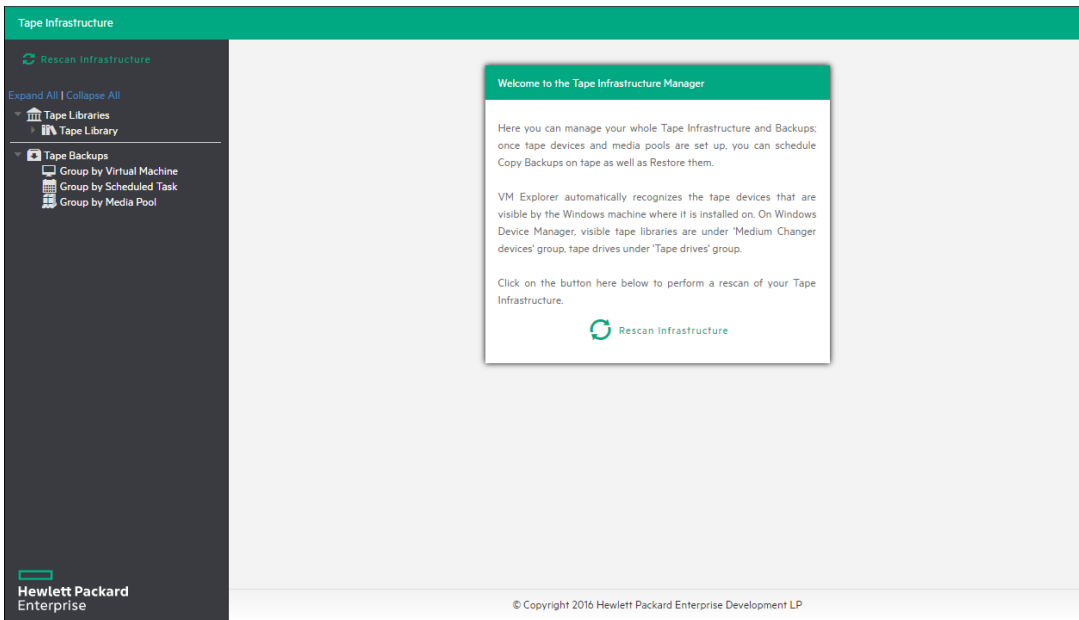 Tape Infrastructure
Rescan Infrastructure
Expand All | Collapse All
Tape Libraries
Tape Library
Tape Backups
Group by Virtual Machine
Group by Scheduled Task
Group by Media Pool
Welcome to the Tape Infrastructure Manager
Here you can manage your whole Tape Infrastructure and Backups;
once tape devices and media pools are set up, you can schedule
Copy Backups on tape as well as Restore them.
VM Explorer automatically recognizes the tape devices that are
visible by the Windows machine where it is installed on. On Windows
Device Manager, visible tape libraries are under 'Medium Changer
devices' group, tape drives under 'Tape drives' group.
Click on the button here below to perform a rescan of your Tape
Infrastructure.
Rescan Infrastructure
Hewlett Packard
Enterprise
© Copyright 2016 Hewlett Packard Enterprise Development LP